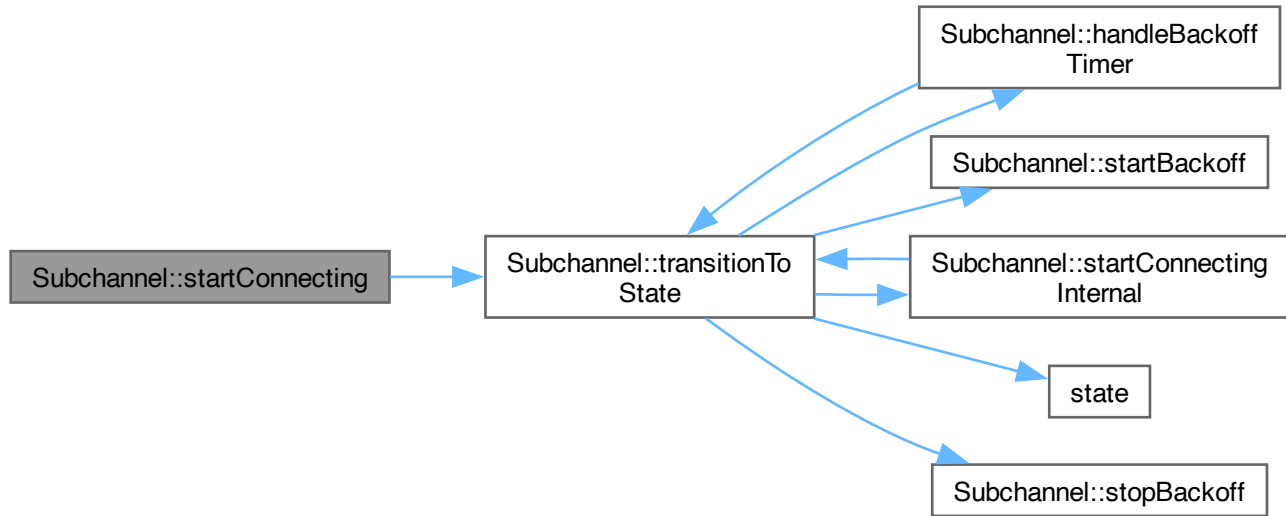 Subchannel::handleBackoff
Timer
Subchannel::startBackoff
Subchannel::startConnecting
Subchannel::transitionTo
State
Subchannel::startConnecting
Internal
state
Subchannel::stopBackoff